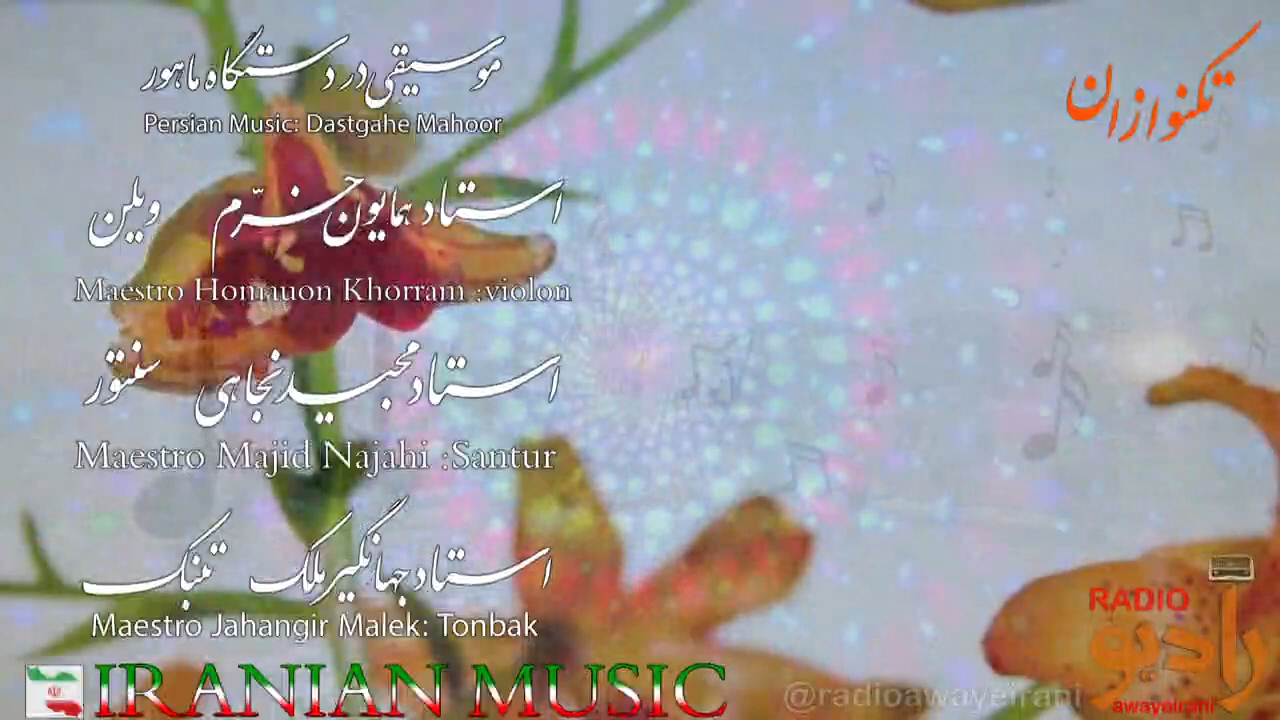 موسیقی در دستگاه ماهور
Persian Music: Dastgahe Mahoor
تکنوازان
استاد همایون خرّم ویلن
Maestro Homauon Khorram :violon
استاد مجید نجاهی سنتور
Maestro Majid Najahi :Santur
استاد جهانگیر ملک تنبک
Maestro Jahangir Malek: Tonbak
IRANIAN MUSIC
@radioawayeirani
RADIO
رادیو
awayeirani